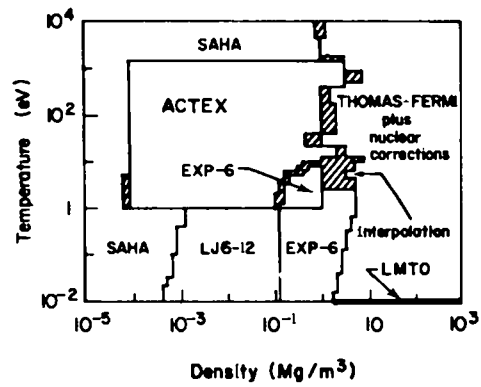 10⁴
SAHA
ACTEX
THOMAS-FERMI
plus
nuclear
corrections
10²
EXP-6
1
Interpolation
SAHA
LJ6-12
EXP-6
LMTO
10⁻²
10⁻⁵
10⁻³
10⁻¹
10
10³
Temperature (eV)
Density (Mg/m³)